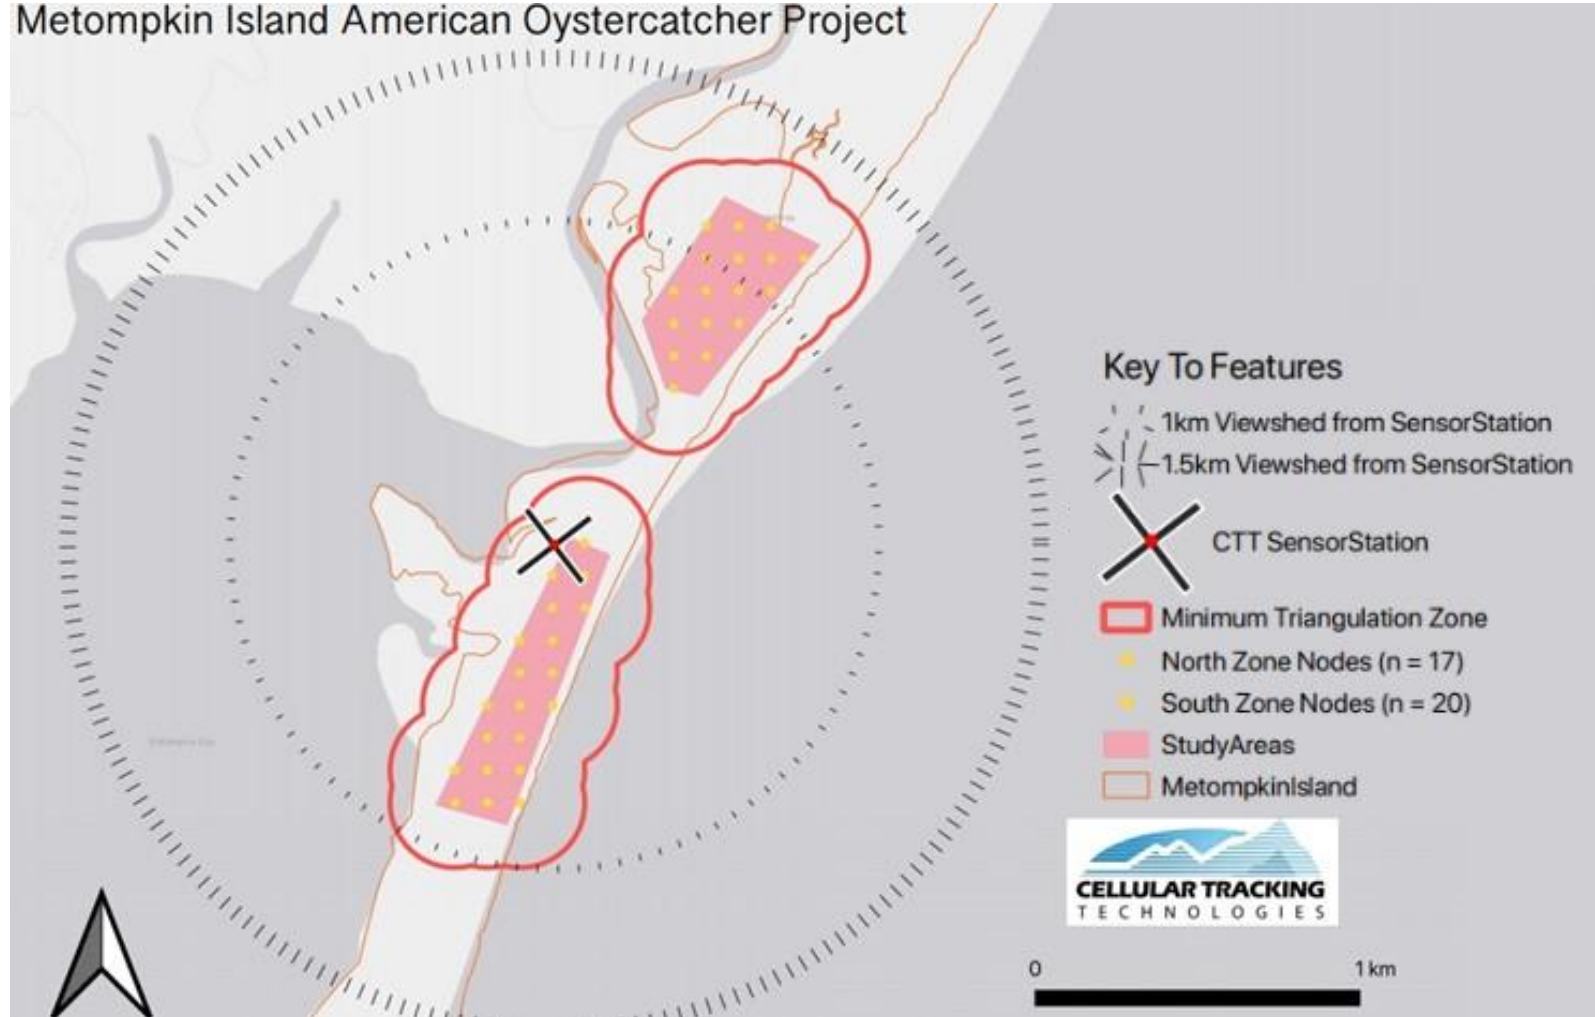 Metompkin Island American Oystercatcher Project
Key To Features
1km Viewshed from SensorStation
1.5km Viewshed from SensorStation
CTT SensorStation
Minimum Triangulation Zone
North Zone Nodes (n = 17)
South Zone Nodes (n = 20)
StudyAreas
MetompkinIsland
CELLULAR TRACKING
TECHNOLOGIES
0 1 km